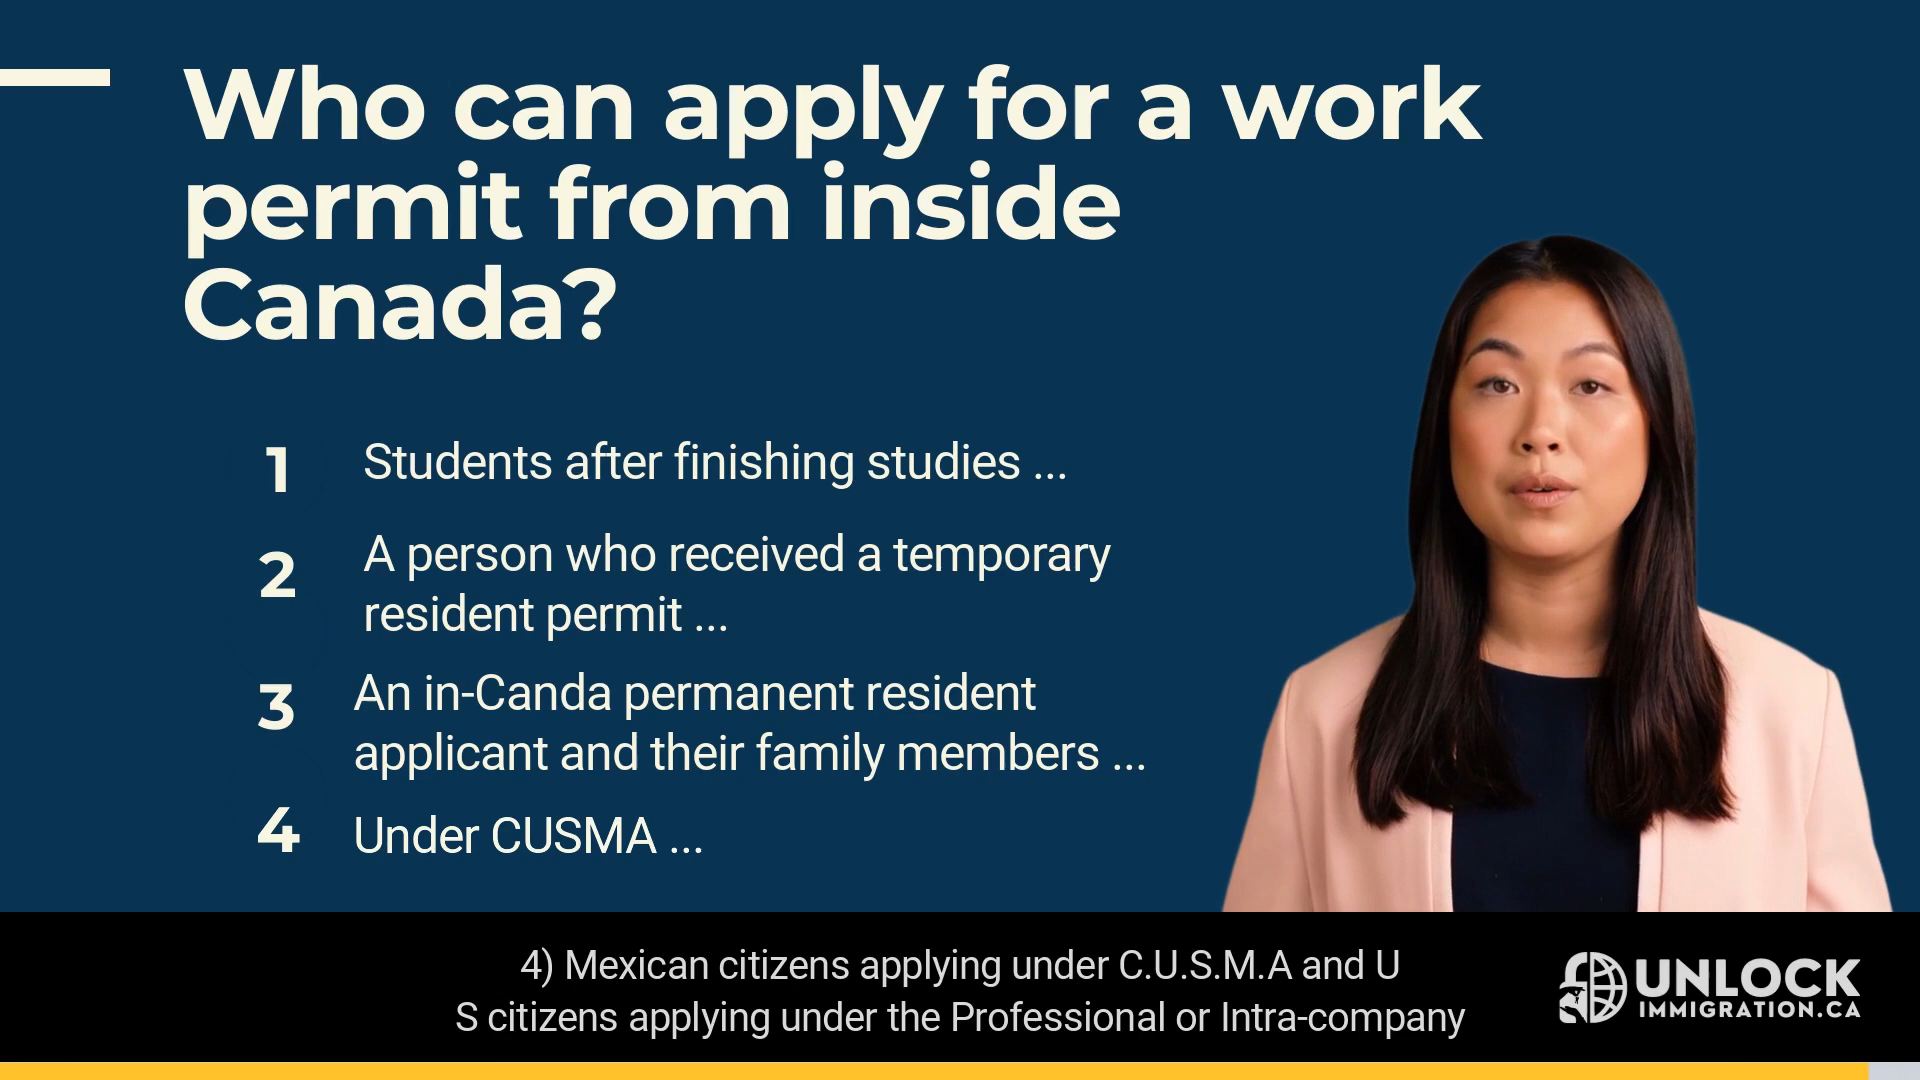 Who can apply for a work
permit from inside
Canada?
1 Students after finishing studies ...
2 A person who received a temporary
resident permit ...
3 An in-Canda permanent resident
applicant and their family members ...
4 Under CUSMA ...
4) Mexican citizens applying under C.U.S.M.A and U
S citizens applying under the Professional or Intra-company
UNLOCK
IMMIGRATION.CA